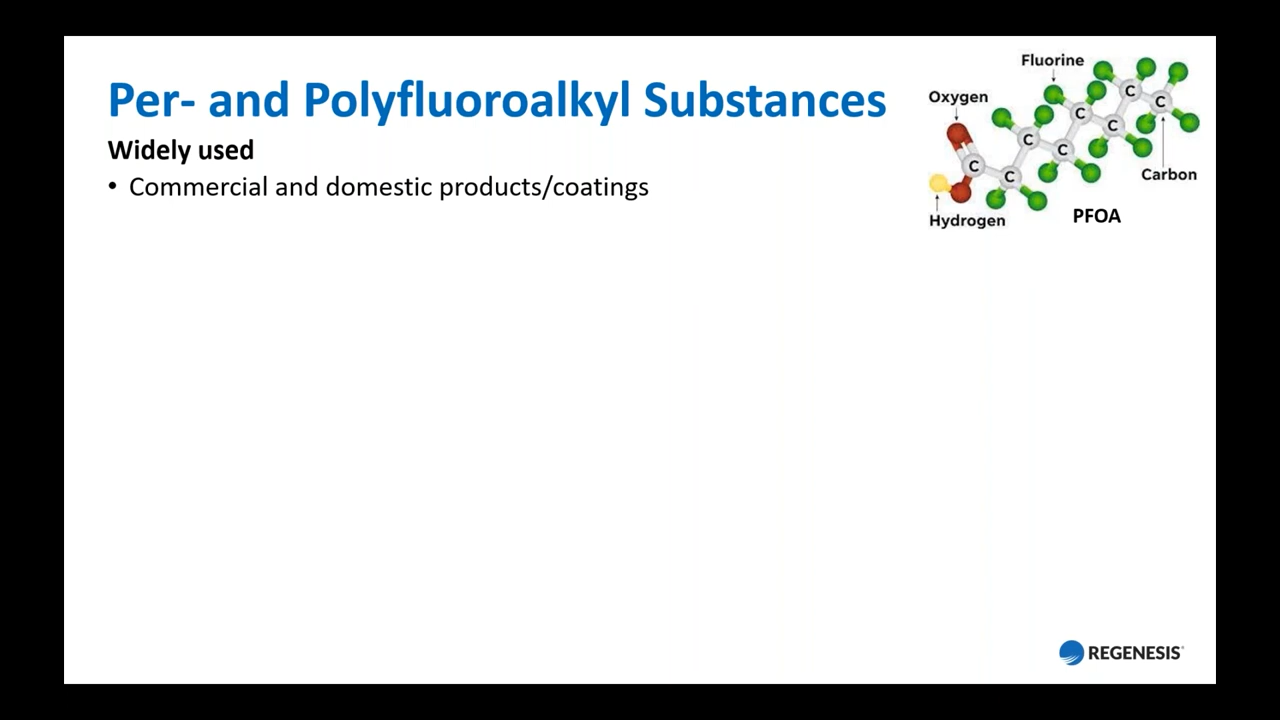 Per- and Polyfluoroalkyl Substances
Widely used
• Commercial and domestic products/coatings
Fluorine
Oxygen
C
C
C
C
C
C
C
C
Carbon
Hydrogen
PFOA
REGENESIS